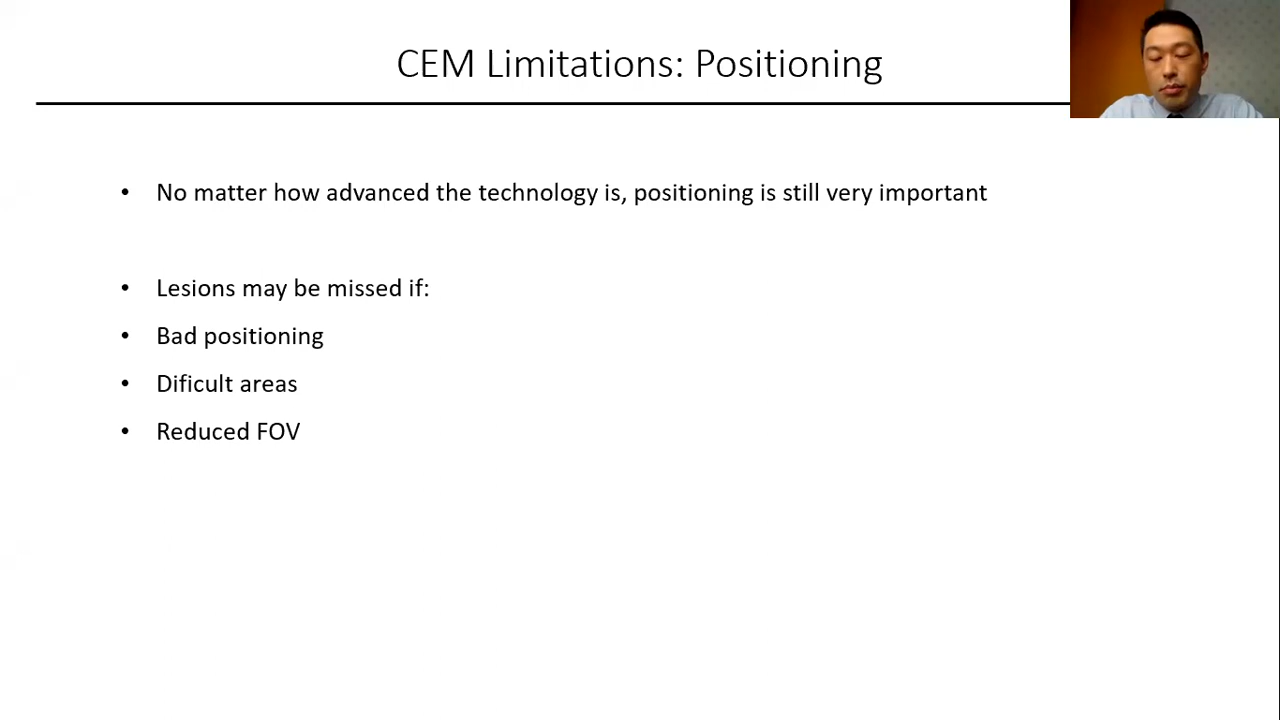 CEM Limitations: Positioning
• No matter how advanced the technology is, positioning is still very important
• Lesions may be missed if:
• Bad positioning
• Dificult areas
• Reduced FOV